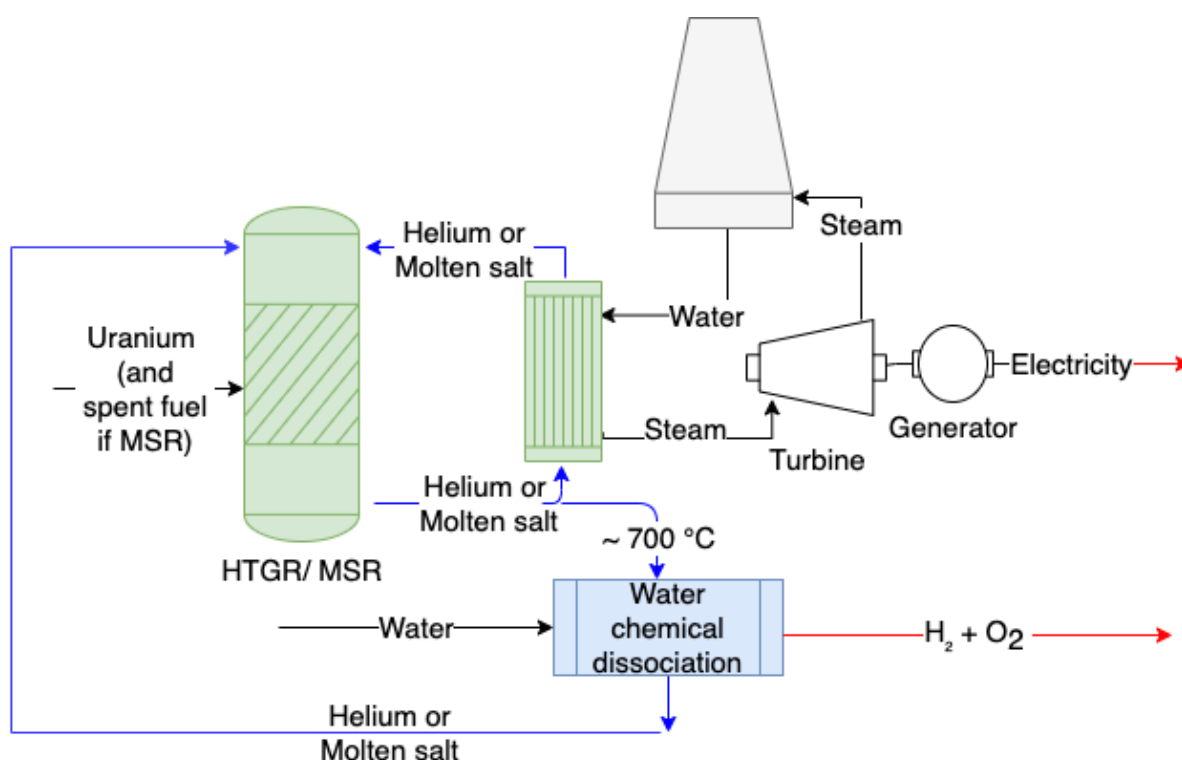 Steam
Helium or
Molten salt
Water
Uranium
(and
spent fuel
if MSR)
Electricity
Generator
Steam
Turbine
Helium or
Molten salt
~ 700 °C
HTGR/ MSR
Water
Water
chemical
dissociation
H₂ + O2
Helium or
Molten salt